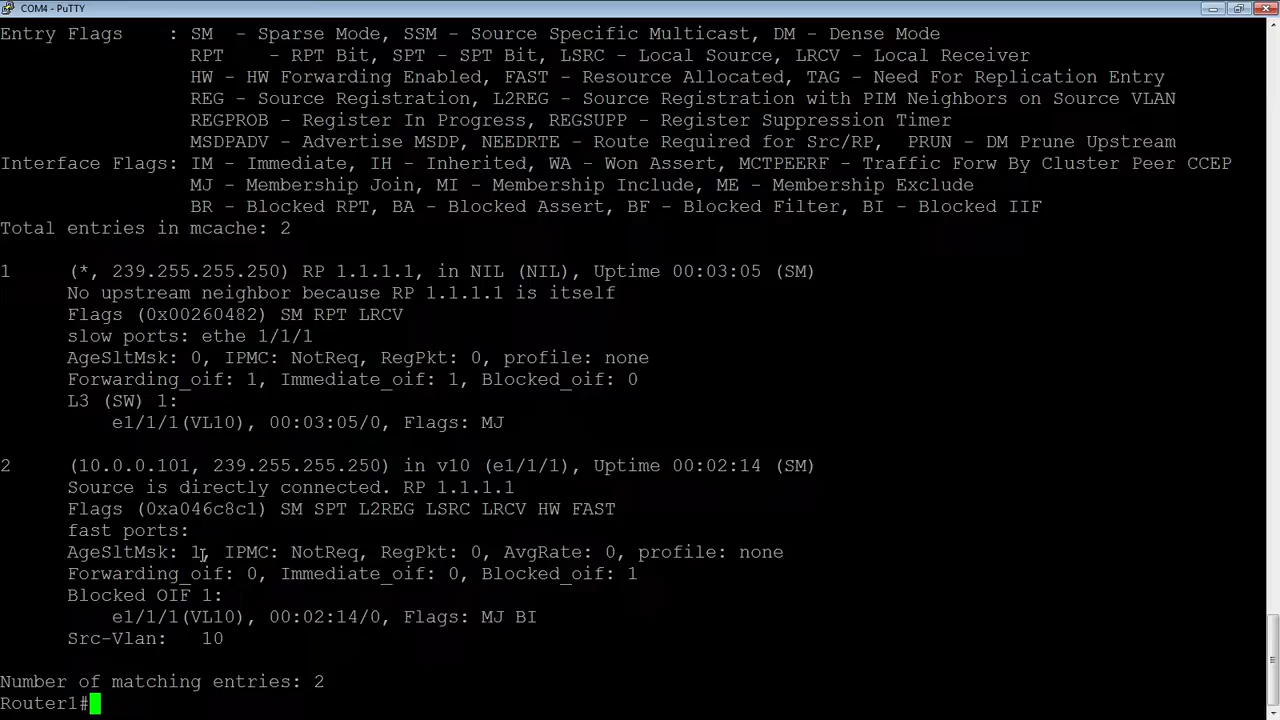 COM4 - PuTTY
Entry Flags    : SM  - Sparse Mode, SSM - Source Specific Multicast, DM - Dense Mode
RPT    - RPT Bit, SPT - SPT Bit, LSRC - Local Source, LRCV - Local Receiver
HW - HW Forwarding Enabled, FAST - Resource Allocated, TAG - Need For Replication Entry
REG - Source Registration, L2REG - Source Registration with PIM Neighbors on Source VLAN
REGPROB - Register In Progress, REGSUPP - Register Suppression Timer
MSDPADV - Advertise MSDP, NEEDRTE - Route Required for Src/RP,  PRUN - DM Prune Upstream
Interface Flags: IM - Immediate, IH - Inherited, WA - Won Assert, MCTPEERF - Traffic Forw By Cluster Peer CCEP
MJ - Membership Join, MI - Membership Include, ME - Membership Exclude
BR - Blocked RPT, BA - Blocked Assert, BF - Blocked Filter, BI - Blocked IIF
Total entries in mcache: 2
1     (*, 239.255.255.250) RP 1.1.1.1, in NIL (NIL), Uptime 00:03:05 (SM)
No upstream neighbor because RP 1.1.1.1 is itself
Flags (0x00260482) SM RPT LRCV
slow ports: ethe 1/1/1
AgeSltMsk: 0, IPMC: NotReq, RegPkt: 0, profile: none
Forwarding_oif: 1, Immediate_oif: 1, Blocked_oif: 0
L3 (SW) 1:
e1/1/1(VL10), 00:03:05/0, Flags: MJ
2     (10.0.0.101, 239.255.255.250) in v10 (e1/1/1), Uptime 00:02:14 (SM)
Source is directly connected. RP 1.1.1.1
Flags (0xa046c8c1) SM SPT L2REG LSRC LRCV HW FAST
fast ports:
AgeSltMsk: 1, IPMC: NotReq, RegPkt: 0, AvgRate: 0, profile: none
Forwarding_oif: 0, Immediate_oif: 0, Blocked_oif: 1
Blocked OIF 1:
e1/1/1(VL10), 00:02:14/0, Flags: MJ BI
Src-Vlan:   10
Number of matching entries: 2
Router1#